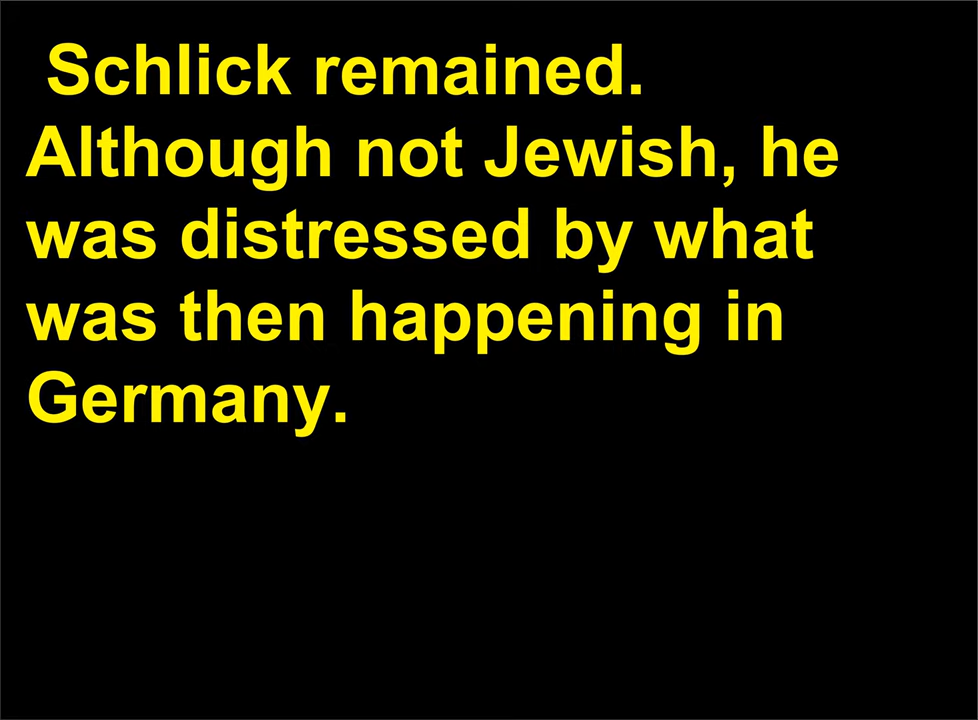 Schlick remained.
Although not Jewish, he
was distressed by what
was then happening in
Germany.